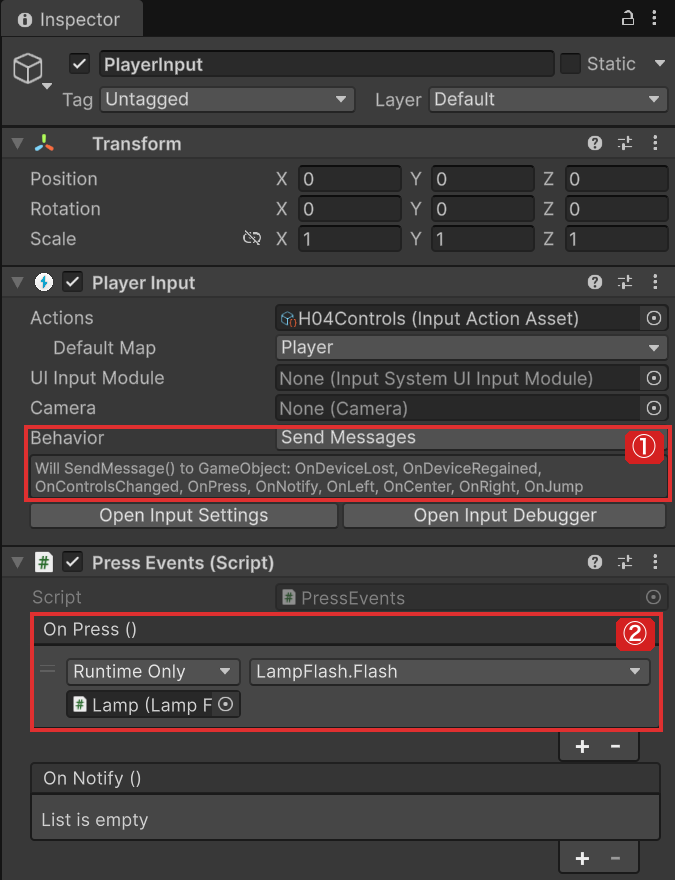 Inspector
PlayerInput Static
Tag Untagged Layer Default
Transform
Position X 0 Y 0 Z 0
Rotation X 0 Y 0 Z 0
Scale X 1 Y 1 Z 1
Player Input
Actions H04Controls (Input Action Asset)
Default Map Player
UI Input Module None (Input System UI Input Module)
Camera None (Camera)
Behavior Send Messages
①
Will SendMessage() to GameObject: OnDeviceLost, OnDeviceRegained,
OnControlsChanged, OnPress, OnNotify, OnLeft, OnCenter, OnRight, OnJump
Open Input Settings Open Input Debugger
Press Events (Script)
Script PressEvents
On Press () ②
Runtime Only LampFlash.Flash
Lamp (Lamp F
+ −
On Notify ()
List is empty
+ −